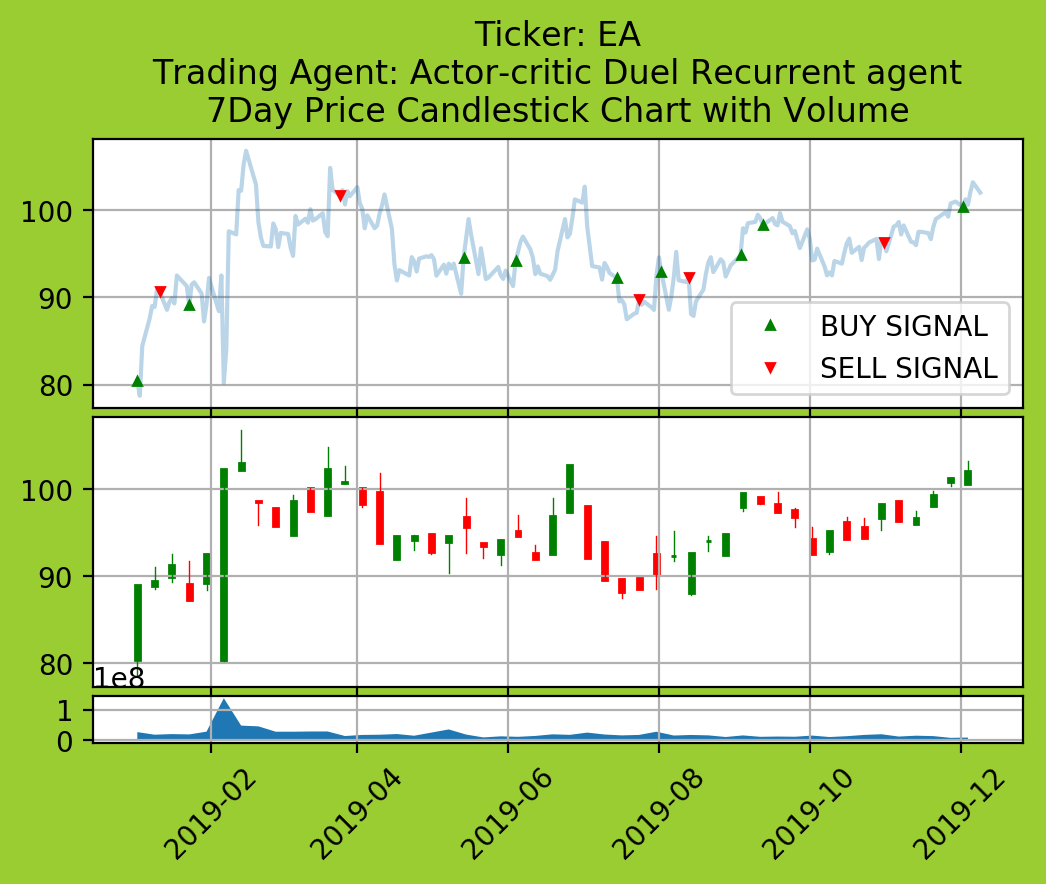 Ticker: EA
Trading Agent: Actor-critic Duel Recurrent agent
7Day Price Candlestick Chart with Volume
100
90
80
BUY SIGNAL
SELL SIGNAL
100
90
80
1e8
1
0
2019-02
2019-04
2019-06
2019-08
2019-10
2019-12